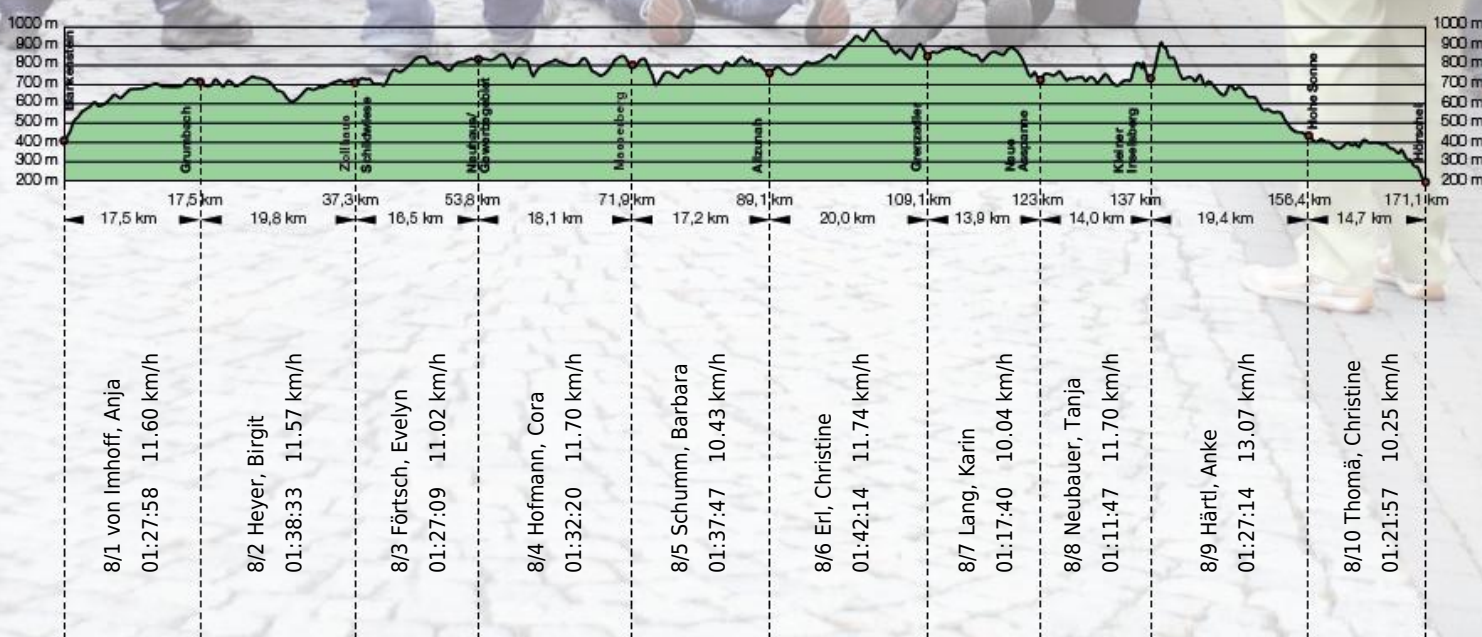 1000 m
900 m
800 m
700 m
600 m
500 m
400 m
300 m
200 m
1000 m
900 m
800 m
700 m
600 m
500 m
400 m
300 m
200 m
Blankenstein
Grumbach
Zollhaus
Schildwiese
Neuhaus/
Masserberg
Allzunah
Grenzadler
Neue
Ausspanne
Kleiner
Inselsberg
Hohe Sonne
Hörschel
17,5 km
37,3 km
53,8 km
71,9 km
89,1 km
109,1 km
123 km
137 km
156,4 km
171,1 km
17,5 km
19,8 km
16,5 km
18,1 km
17,2 km
20,0 km
13,9 km
14,0 km
19,4 km
14,7 km
8/1 von Imhoff, Anja
01:27:58 11.60 km/h
8/2 Heyer, Birgit
01:38:33 11.57 km/h
8/3 Förtsch, Evelyn
01:27:09 11.02 km/h
8/4 Hofmann, Cora
01:32:20 11.70 km/h
8/5 Schumm, Barbara
01:37:47 10.43 km/h
8/6 Erl, Christine
01:42:14 11.74 km/h
8/7 Lang, Karin
01:17:40 10.04 km/h
8/8 Neubauer, Tanja
01:11:47 11.70 km/h
8/9 Härtl, Anke
01:27:14 13.07 km/h
8/10 Thomä, Christine
01:21:57 10.25 km/h